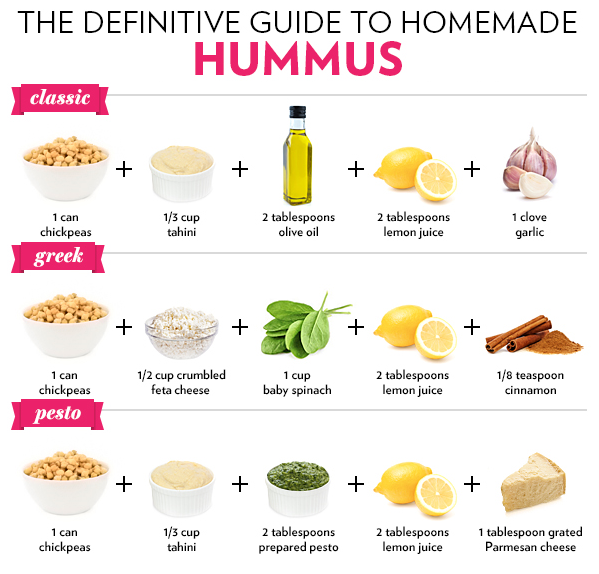 THE DEFINITIVE GUIDE TO HOMEMADE
HUMMUS
classic
1 can
chickpeas
1/3 cup
tahini
2 tablespoons
olive oil
2 tablespoons
lemon juice
1 clove
garlic
greek
1 can
chickpeas
1/2 cup crumbled
feta cheese
1 cup
baby spinach
2 tablespoons
lemon juice
1/8 teaspoon
cinnamon
pesto
1 can
chickpeas
1/3 cup
tahini
2 tablespoons
prepared pesto
2 tablespoons
lemon juice
1 tablespoon grated
Parmesan cheese